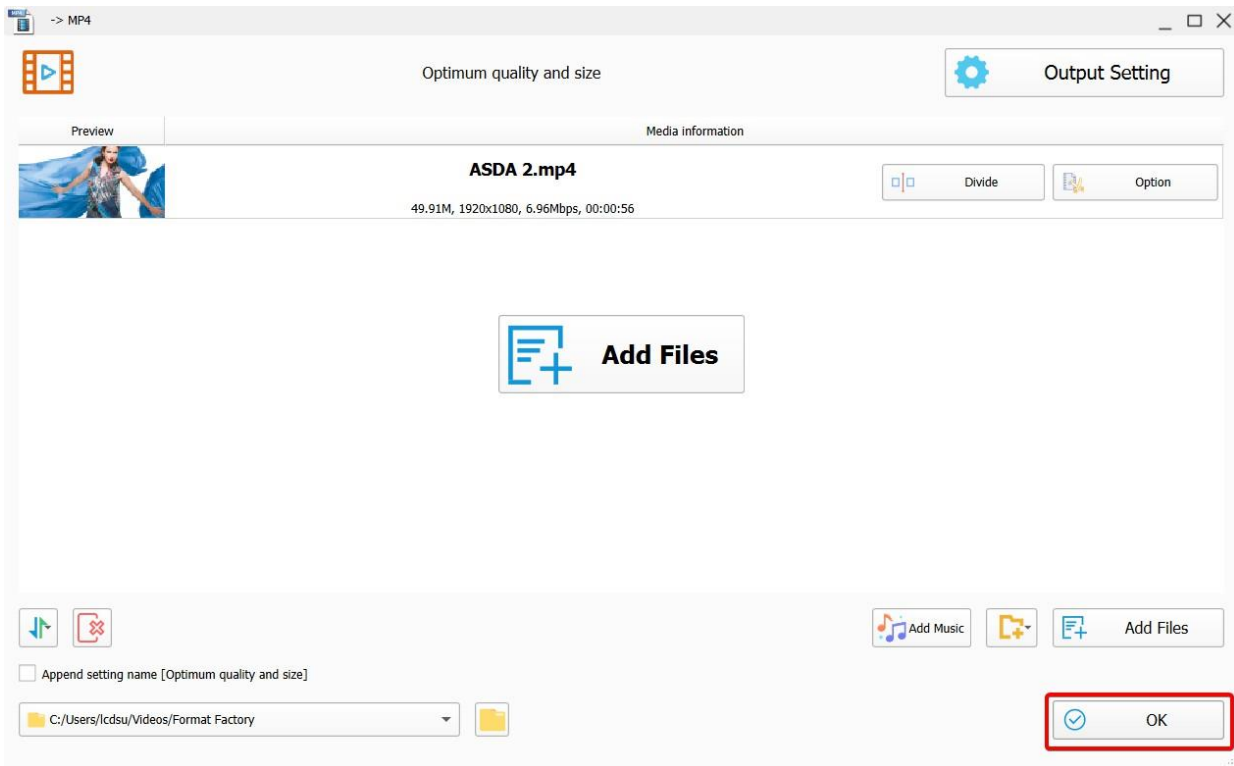 -> MP4
Optimum quality and size
Output Setting
Preview
Media information
ASDA 2.mp4
49.91M, 1920x1080, 6.96Mbps, 00:00:56
Divide
Option
Add Files
Add Music
Add Files
Append setting name [Optimum quality and size]
C:/Users/lcdsu/Videos/Format Factory
OK